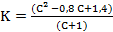 K = (C² −0,8 C+1,4) / (C+1)